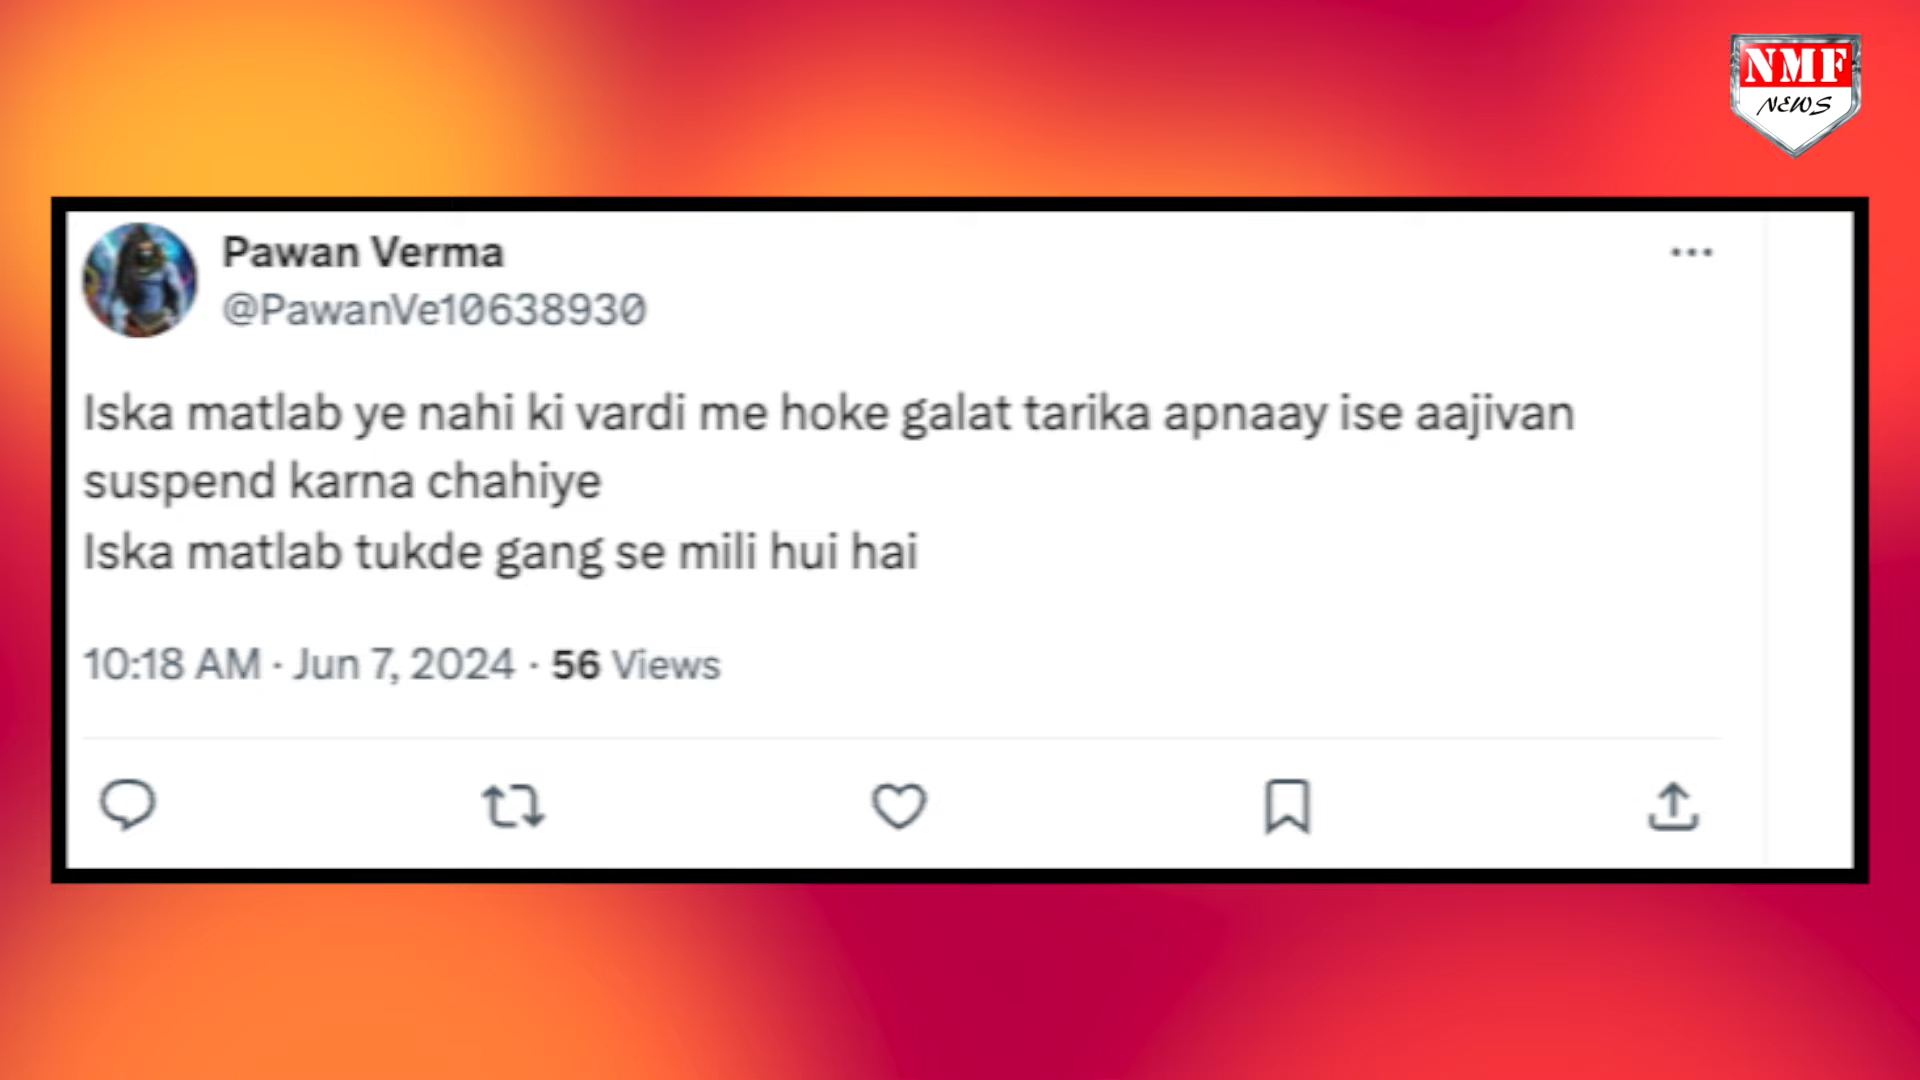 NMF
NEWS
Pawan Verma
@PawanVe10638930
Iska matlab ye nahi ki vardi me hoke galat tarika apnaay ise aajivan
suspend karna chahiye
Iska matlab tukde gang se mili hui hai
10:18 AM · Jun 7, 2024 · 56 Views